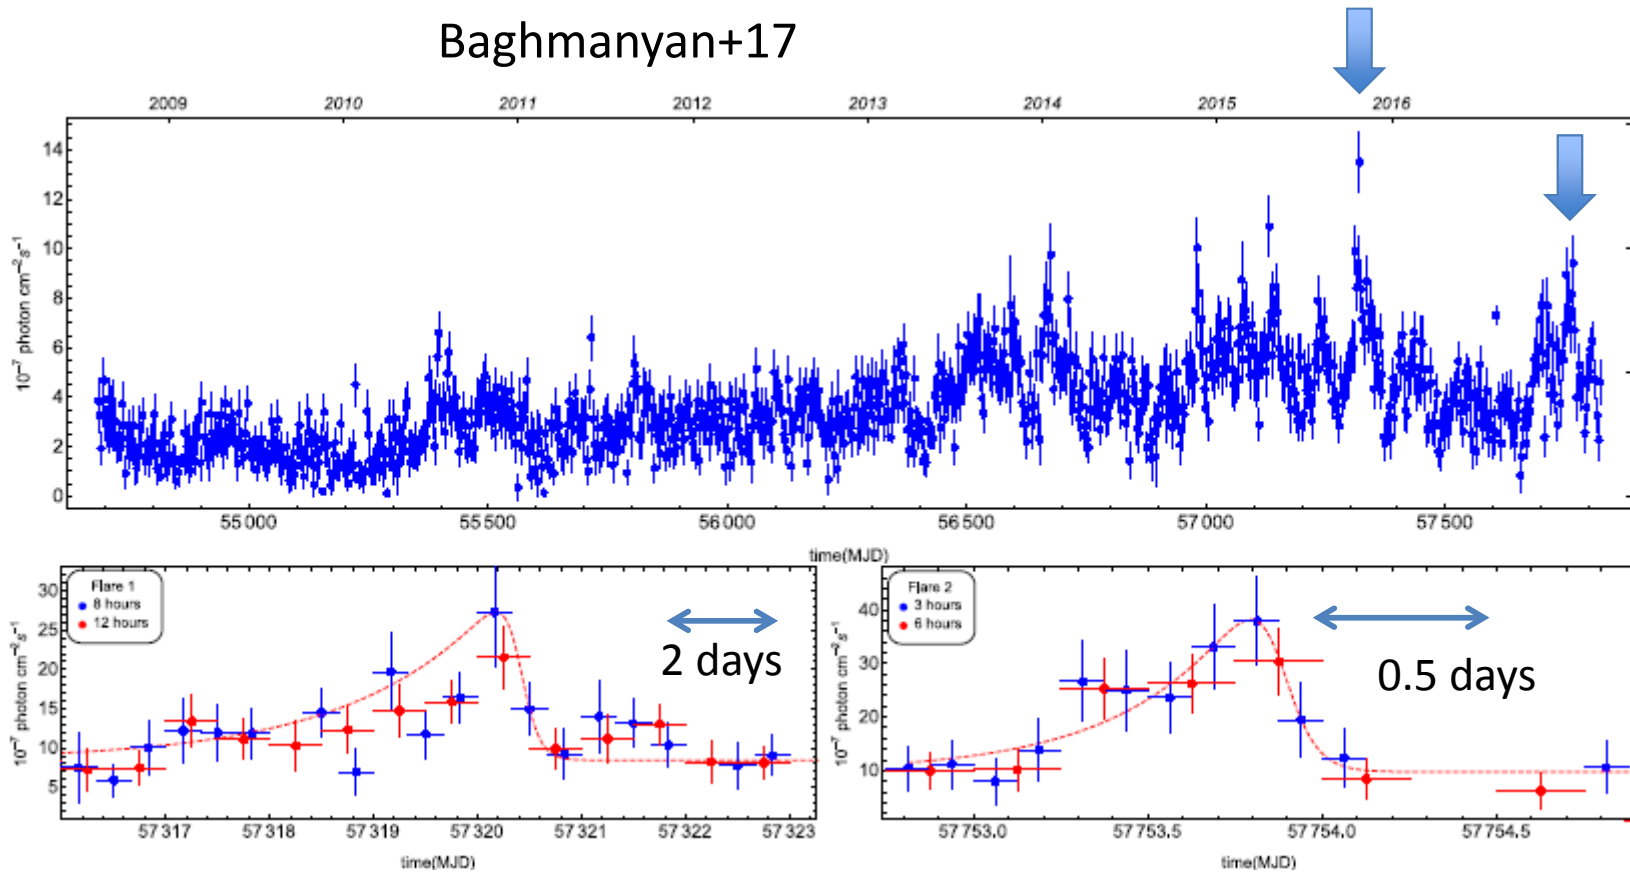 Baghmanyan+17
2009 2010 2011 2012 2013 2014 2015 2016
14
12
10
8
6
4
2
0
10⁻⁷ photon cm⁻²s⁻¹
55000 55500 56000 56500 57000 57500
time(MJD)
Flare 1
8 hours
12 hours
30
25
20
15
10
5
10⁻⁷ photon cm⁻²s⁻¹
2 days
57317 57318 57319 57320 57321 57322 57323
time(MJD)
Flare 2
3 hours
6 hours
40
30
20
10
10⁻⁷ photon cm⁻²s⁻¹
0.5 days
57753.0 57753.5 57754.0 57754.5
time(MJD)